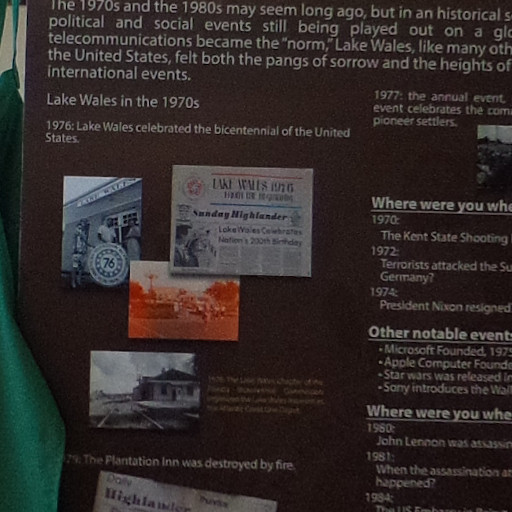 The 1970s and the 1980s may seem long ago, but in an historical s
political and social events still being played out on a glo
telecommunications became the "norm," Lake Wales, like many oth
the United States, felt both the pangs of sorrow and the heights of
international events.
Lake Wales in the 1970s
1976: Lake Wales celebrated the bicentennial of the United
States.
LAKE WALES 1976
Sunday Highlander
Lake Wales Celebrates
Nation's 200th Birthday
76
79: The Plantation Inn was destroyed by fire.
Daily
Highlander
1977: the annual event,
event celebrates the com
pioneer settlers.
Where were you whe
1970:
The Kent State Shooting
1972:
Terrorists attacked the Su
Germany?
1974:
President Nixon resigned
Other notable event
•Microsoft Founded, 1975
•Apple Computer Founde
•Star wars was released in
•Sony introduces the Wal
Where were you whe
1980:
John Lennon was assassin
1981:
When the assassination at
happened?
1984: